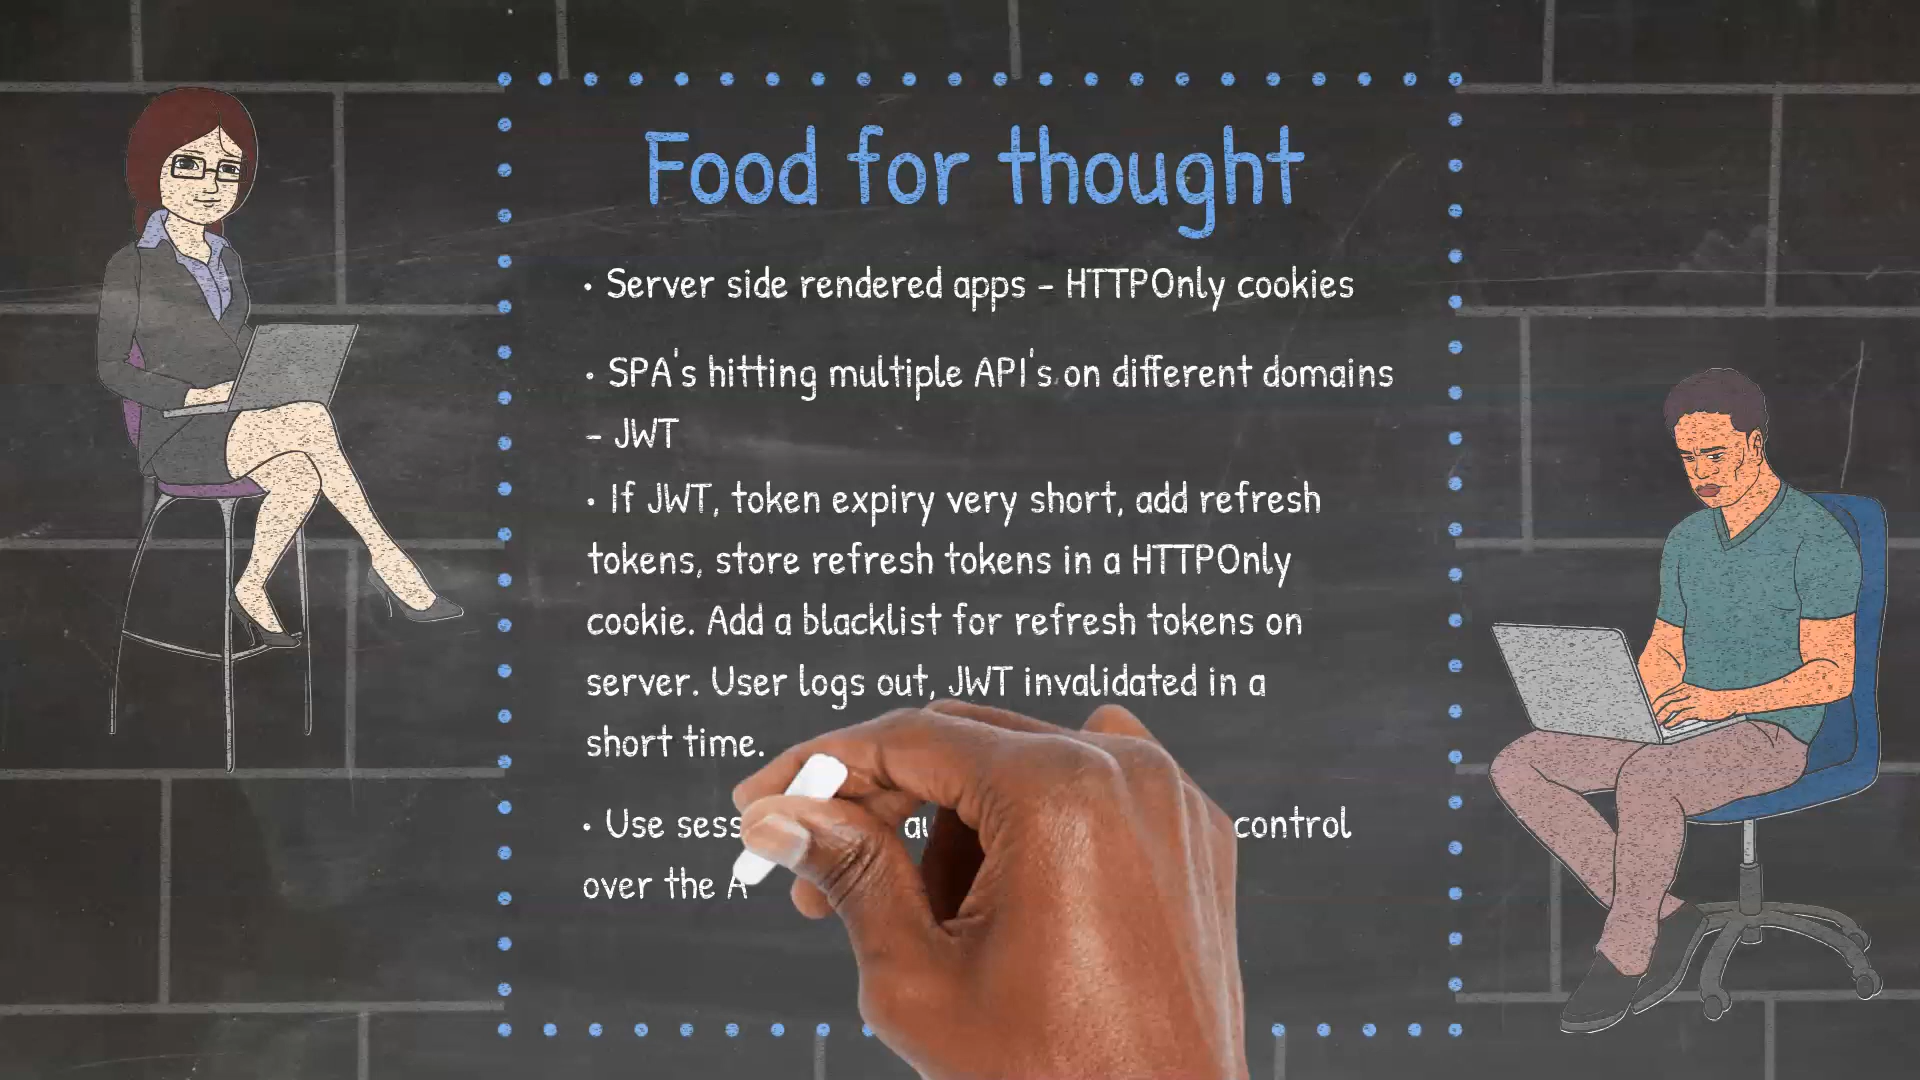 Food for thought
• Server side rendered apps - HTTPOnly cookies
• SPA's hitting multiple API's on different domains
- JWT
• If JWT, token expiry very short, add refresh
tokens, store refresh tokens in a HTTPOnly
cookie. Add a blacklist for refresh tokens on
server. User logs out, JWT invalidated in a
short time.
• Use control
over the